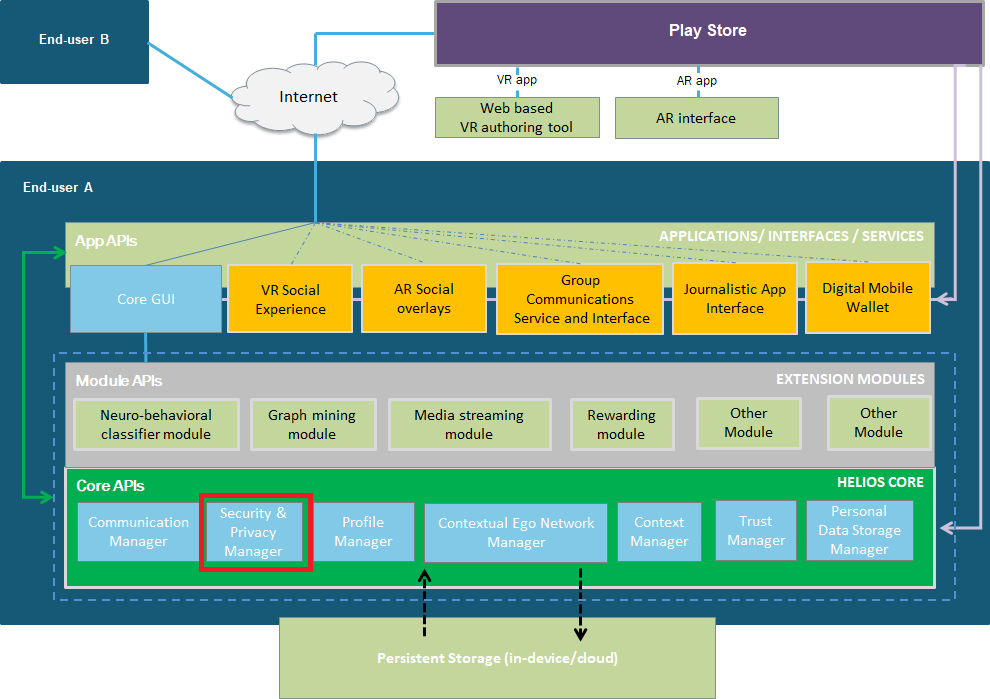 End-user B
Play Store
Internet
VR app
AR app
Web based
VR authoring tool
AR interface
End-user A
App APIs
APPLICATIONS/ INTERFACES / SERVICES
Core GUI
VR Social
Experience
AR Social
overlays
Group
Communications
Service and Interface
Journalistic App
Interface
Digital Mobile
Wallet
Module APIs
EXTENSION MODULES
Neuro-behavioral
classifier module
Graph mining
module
Media streaming
module
Rewarding
module
Other
Module
Other
Module
Core APIs
HELIOS CORE
Communication
Manager
Security &
Privacy
Manager
Profile
Manager
Contextual Ego Network
Manager
Context
Manager
Trust
Manager
Personal
Data Storage
Manager
Persistent Storage (in-device/cloud)